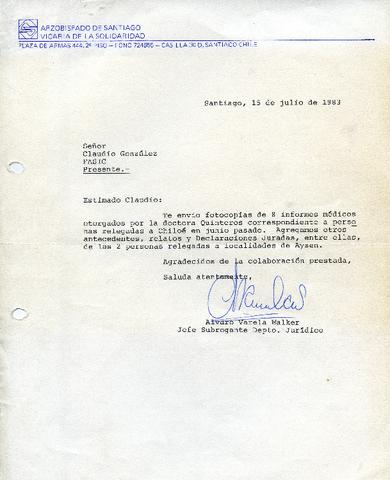 ARZOBISPADO DE SANTIAGO
VICARIA DE LA SOLIDARIDAD
PLAZA DE ARMAS 444, 2º PISO - FONO 724855 - CASILLA 30 D, SANTIAGO CHILE
Santiago, 15 de julio de 1983
Señor
Claudio González
FASIC
Presente.-
Estimado Claudio:
Te envío fotocopias de 8 informes médicos
otorgados por la doctora Quinteros correspondiente a perso
nas relegadas a Chiloé en junio pasado. Agregamos otros
antecedentes, relatos y Declaraciones Juradas, entre ellas,
de las 2 personas relegadas a localidades de Aysen.
Agradecidos de la colaboración prestada,
Saluda atentamente,
Alvaro Varela Walker
Jefe Subrogante Depto. Jurídico